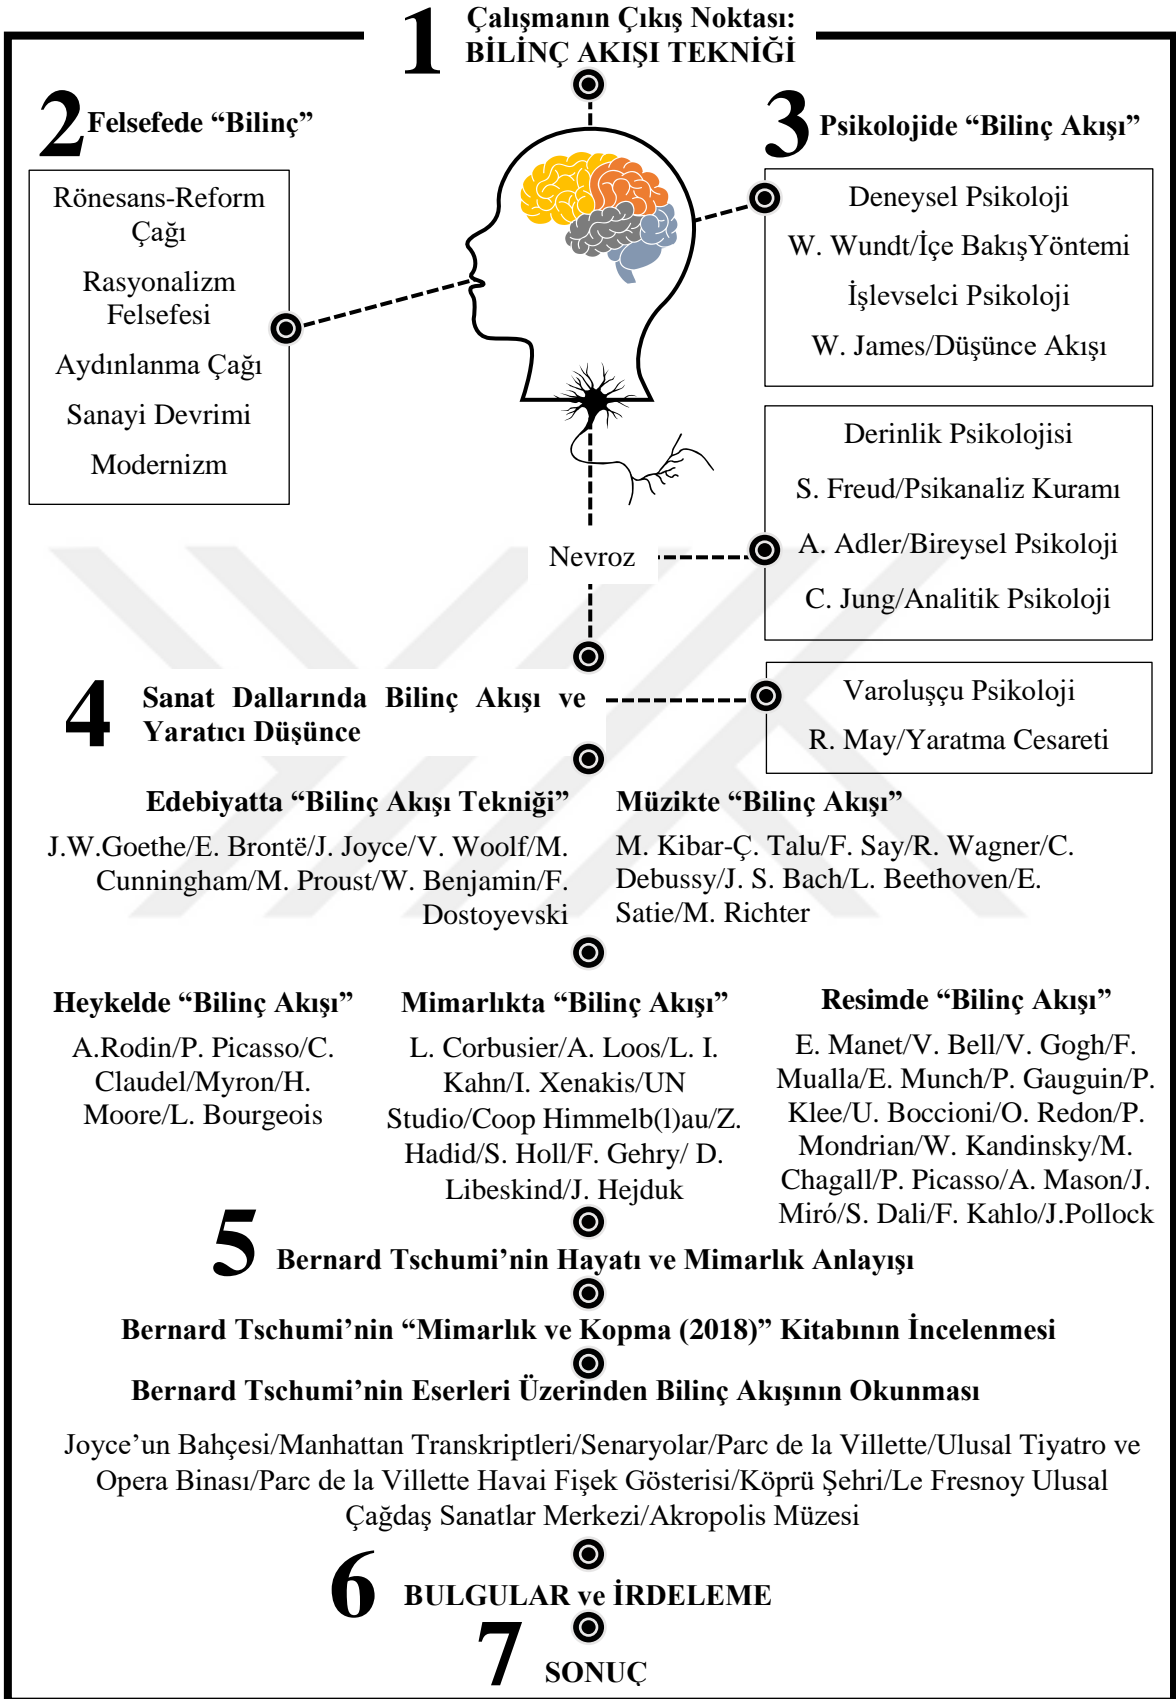 1
Çalışmanın Çıkış Noktası:
BİLİNÇ AKIŞI TEKNİĞİ
2
Felsefede “Bilinç”
Rönesans-Reform
Çağı
Rasyonalizm
Felsefesi
Aydınlanma Çağı
Sanayi Devrimi
Modernizm
3
Psikolojide “Bilinç Akışı”
Deneysel Psikoloji
W. Wundt/İçe BakışYöntemi
İşlevselci Psikoloji
W. James/Düşünce Akışı
Derinlik Psikolojisi
S. Freud/Psikanaliz Kuramı
A. Adler/Bireysel Psikoloji
C. Jung/Analitik Psikoloji
Nevroz
Varoluşçu Psikoloji
R. May/Yaratma Cesareti
4
Sanat Dallarında Bilinç Akışı ve
Yaratıcı Düşünce
Edebiyatta “Bilinç Akışı Tekniği”
J.W.Goethe/E. Brontë/J. Joyce/V. Woolf/M.
Cunningham/M. Proust/W. Benjamin/F.
Dostoyevski
Müzikte “Bilinç Akışı”
M. Kibar-Ç. Talu/F. Say/R. Wagner/C.
Debussy/J. S. Bach/L. Beethoven/E.
Satie/M. Richter
Heykelde “Bilinç Akışı”
A.Rodin/P. Picasso/C.
Claudel/Myron/H.
Moore/L. Bourgeois
Mimarlıkta “Bilinç Akışı”
L. Corbusier/A. Loos/L. I.
Kahn/I. Xenakis/UN
Studio/Coop Himmelb(l)au/Z.
Hadid/S. Holl/F. Gehry/ D.
Libeskind/J. Hejduk
Resimde “Bilinç Akışı”
E. Manet/V. Bell/V. Gogh/F.
Mualla/E. Munch/P. Gauguin/P.
Klee/U. Boccioni/O. Redon/P.
Mondrian/W. Kandinsky/M.
Chagall/P. Picasso/A. Mason/J.
Miró/S. Dali/F. Kahlo/J.Pollock
5
Bernard Tschumi’nin Hayatı ve Mimarlık Anlayışı
Bernard Tschumi’nin “Mimarlık ve Kopma (2018)” Kitabının İncelenmesi
Bernard Tschumi’nin Eserleri Üzerinden Bilinç Akışının Okunması
Joyce’un Bahçesi/Manhattan Transkriptleri/Senaryolar/Parc de la Villette/Ulusal Tiyatro ve
Opera Binası/Parc de la Villette Havai Fişek Gösterisi/Köprü Şehri/Le Fresnoy Ulusal
Çağdaş Sanatlar Merkezi/Akropolis Müzesi
6
BULGULAR ve İRDELEME
7
SONUÇ